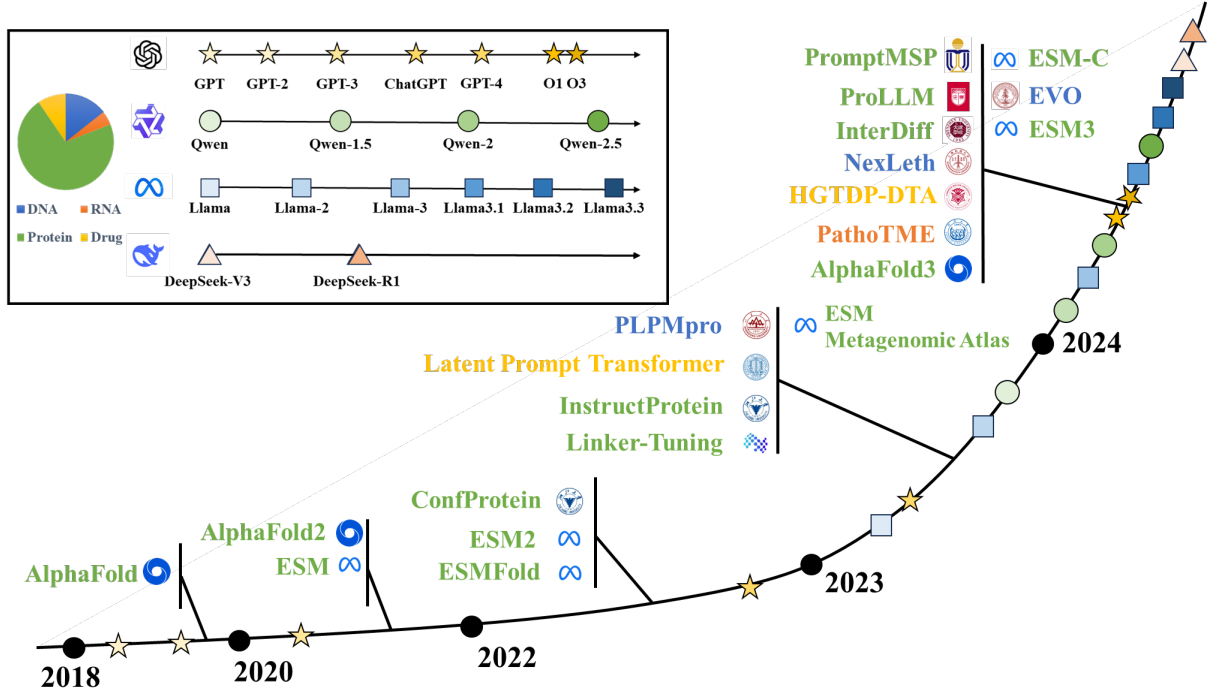 GPT GPT-2 GPT-3 ChatGPT GPT-4 O1 O3
Qwen Qwen-1.5 Qwen-2 Qwen-2.5
Llama Llama-2 Llama-3 Llama3.1 Llama3.2 Llama3.3
DeepSeek-V3 DeepSeek-R1
DNA RNA
Protein Drug
PromptMSP ESM-C
ProLLM EVO
InterDiff ESM3
NexLeth
HGTDP-DTA
PathoTME
AlphaFold3
PLPMpro ESM
Metagenomic Atlas
Latent Prompt Transformer
InstructProtein
Linker-Tuning
ConfProtein
ESM2
ESMFold
AlphaFold2
ESM
AlphaFold
2018
2020
2022
2023
2024